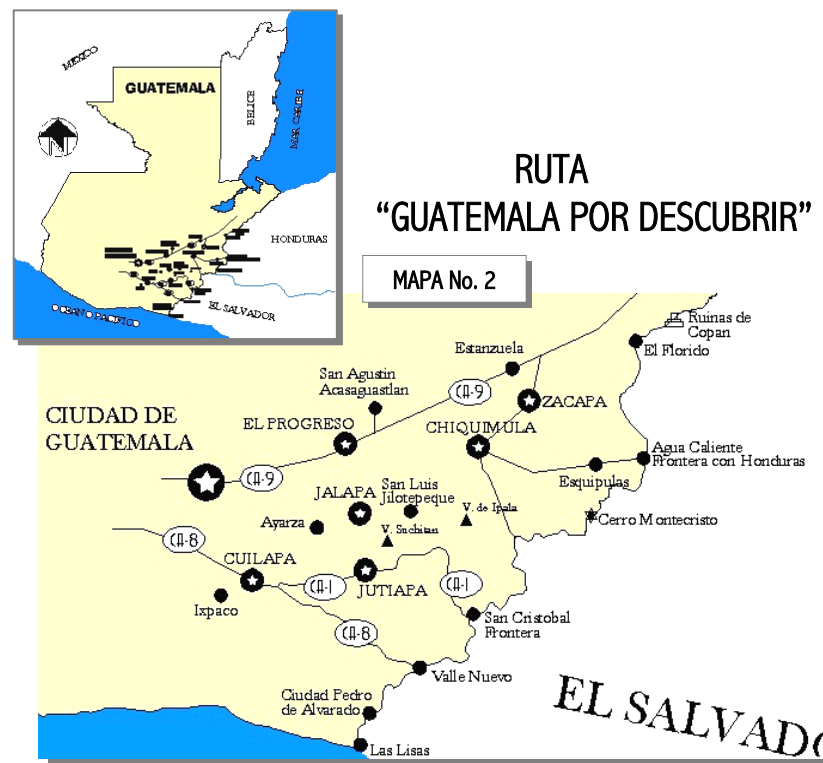 MEXICO
GUATEMALA
BELICE
MAR CARIBE
N
HONDURAS
EL SALVADOR
OCEANO PACIFICO
RUTA
“GUATEMALA POR DESCUBRIR”
MAPA No. 2
Ruinas de
Copan
El Florido
Estanzuela
San Agustin
Acasaguastlan
CA-9
ZACAPA
CIUDAD DE
GUATEMALA
EL PROGRESO
CHIQUIMULA
Agua Caliente
Frontera con Honduras
CA-9
Esquipulas
JALAPA
San Luis
Jilotepeque
V. de Ipala
Cerro Montecristo
Ayarza
V. Suchitan
CA-8
CUILAPA
CA-1
JUTIAPA
CA-1
Ixpaco
San Cristobal
Frontera
CA-8
Valle Nuevo
Ciudad Pedro
de Alvarado
Las Lisas
EL SALVADO